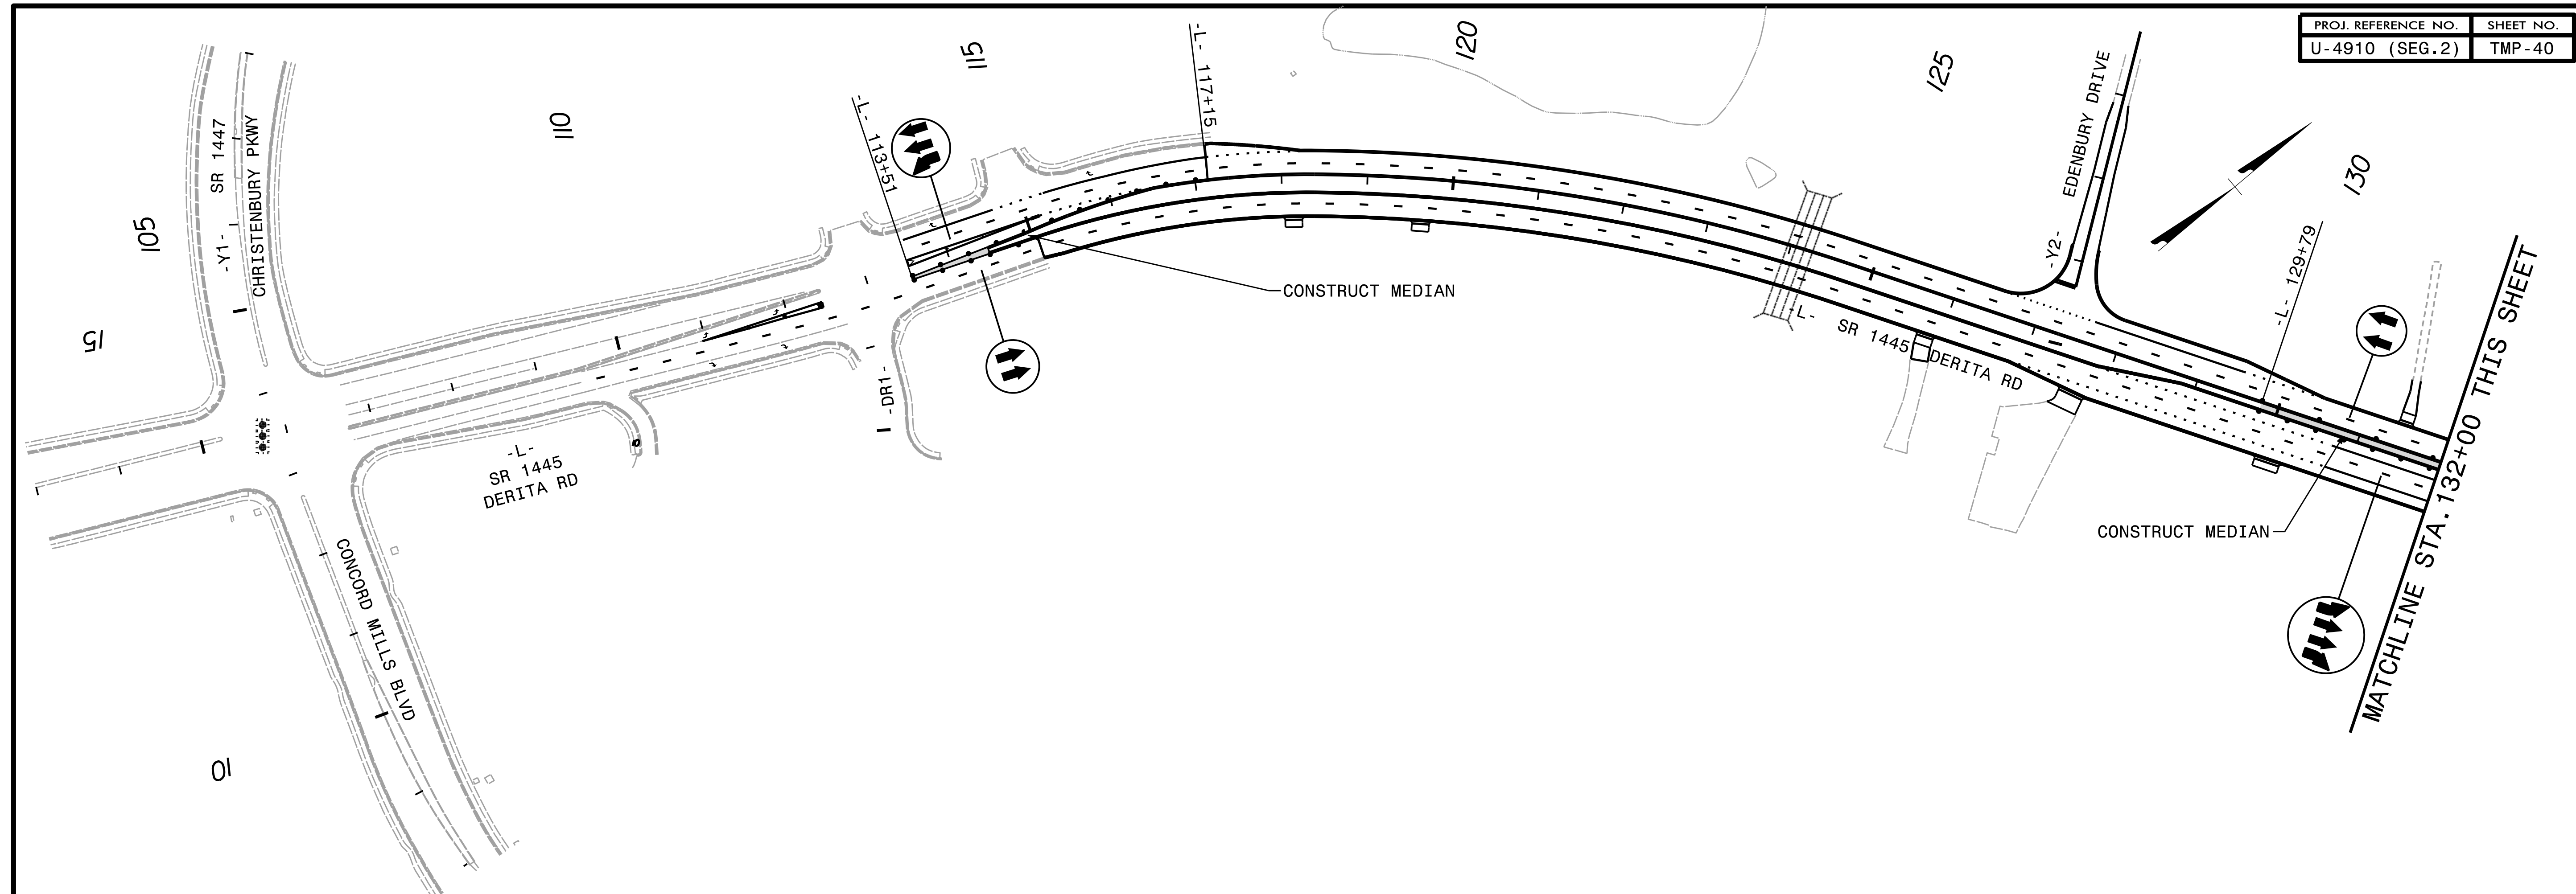 PROJ. REFERENCE NO.
SHEET NO.
U-4910 (SEG.2)
TMP-40
105
15
10
110
115
120
125
130
-Y1-
SR 1447
CHRISTENBURY PKWY
-L- 113+51
-L- 117+15
CONSTRUCT MEDIAN
-L-
SR 1445
DERITA RD
CONCORD MILLS BLVD
-DR1-
-L-
SR 1445
DERITA RD
-Y2-
EDENBURY DRIVE
-L- 129+79
CONSTRUCT MEDIAN
MATCHLINE STA.132+00 THIS SHEET